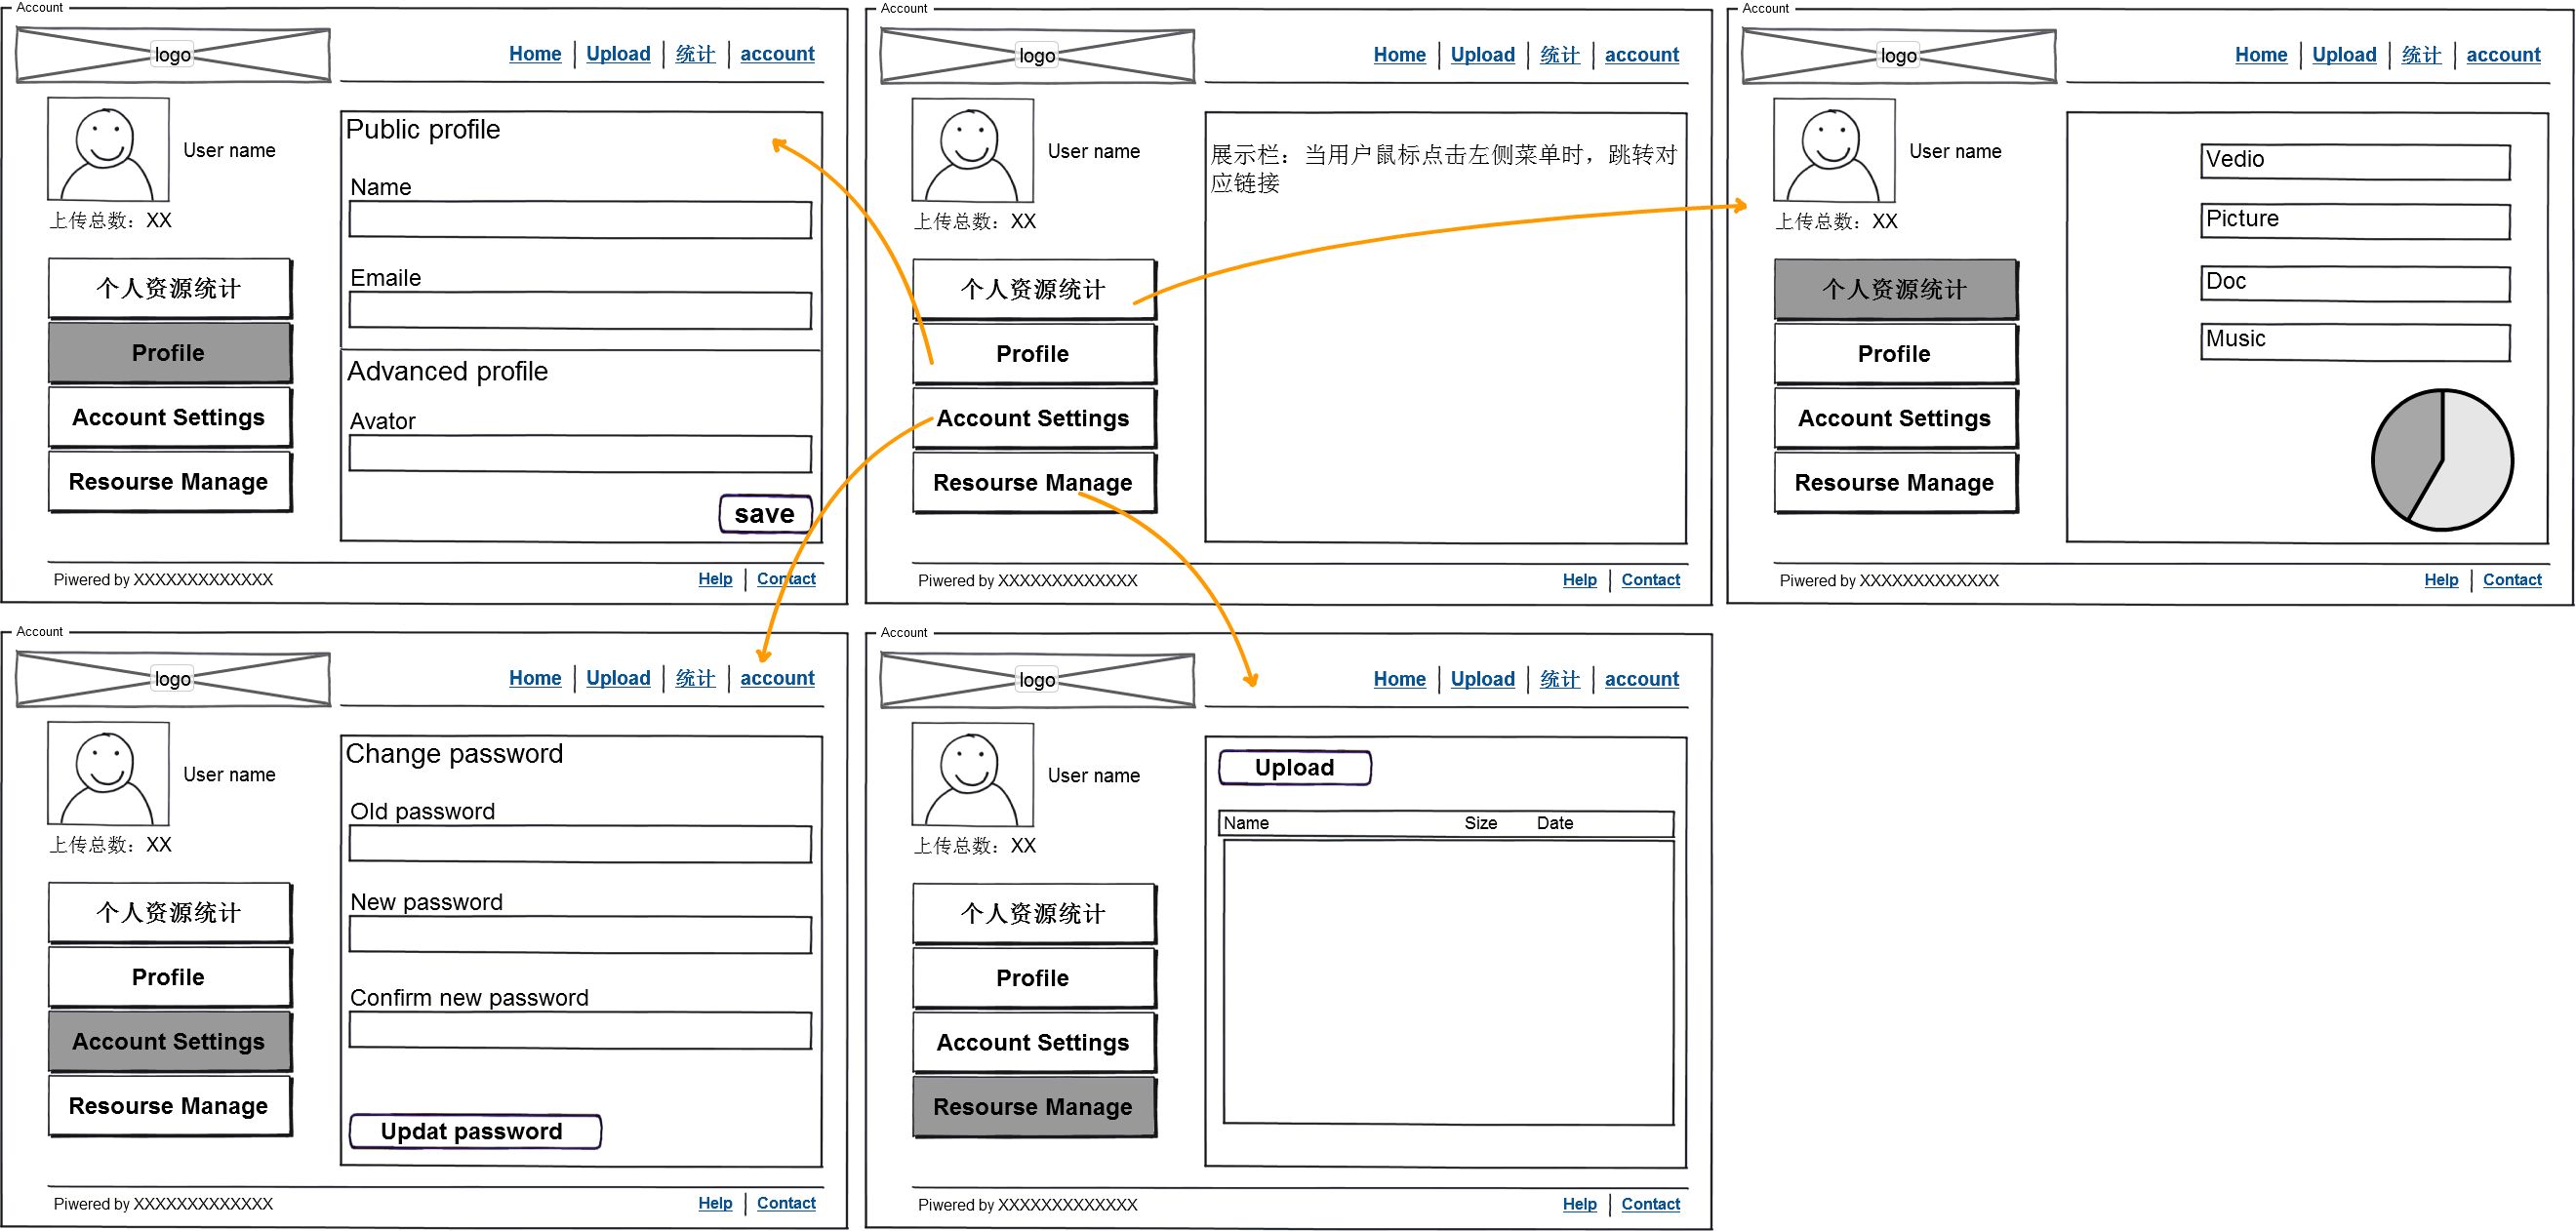 Account
logo
Home | Upload | 统计 | account
User name
上传总数：XX
个人资源统计
Profile
Account Settings
Resourse Manage
Public profile
Name
Emaile
Advanced profile
Avator
save
Piwered by XXXXXXXXXXXXX
Help | Contact
Account
logo
Home | Upload | 统计 | account
User name
上传总数：XX
个人资源统计
Profile
Account Settings
Resourse Manage
展示栏：当用户鼠标点击左侧菜单时，跳转对
应链接
Piwered by XXXXXXXXXXXXX
Help | Contact
Account
logo
Home | Upload | 统计 | account
User name
上传总数：XX
个人资源统计
Profile
Account Settings
Resourse Manage
Vedio
Picture
Doc
Music
Piwered by XXXXXXXXXXXXX
Help | Contact
Account
logo
Home | Upload | 统计 | account
User name
上传总数：XX
个人资源统计
Profile
Account Settings
Resourse Manage
Change password
Old password
New password
Confirm new password
Updat password
Piwered by XXXXXXXXXXXXX
Help | Contact
Account
logo
Home | Upload | 统计 | account
User name
上传总数：XX
个人资源统计
Profile
Account Settings
Resourse Manage
Upload
Name Size Date
Piwered by XXXXXXXXXXXXX
Help | Contact